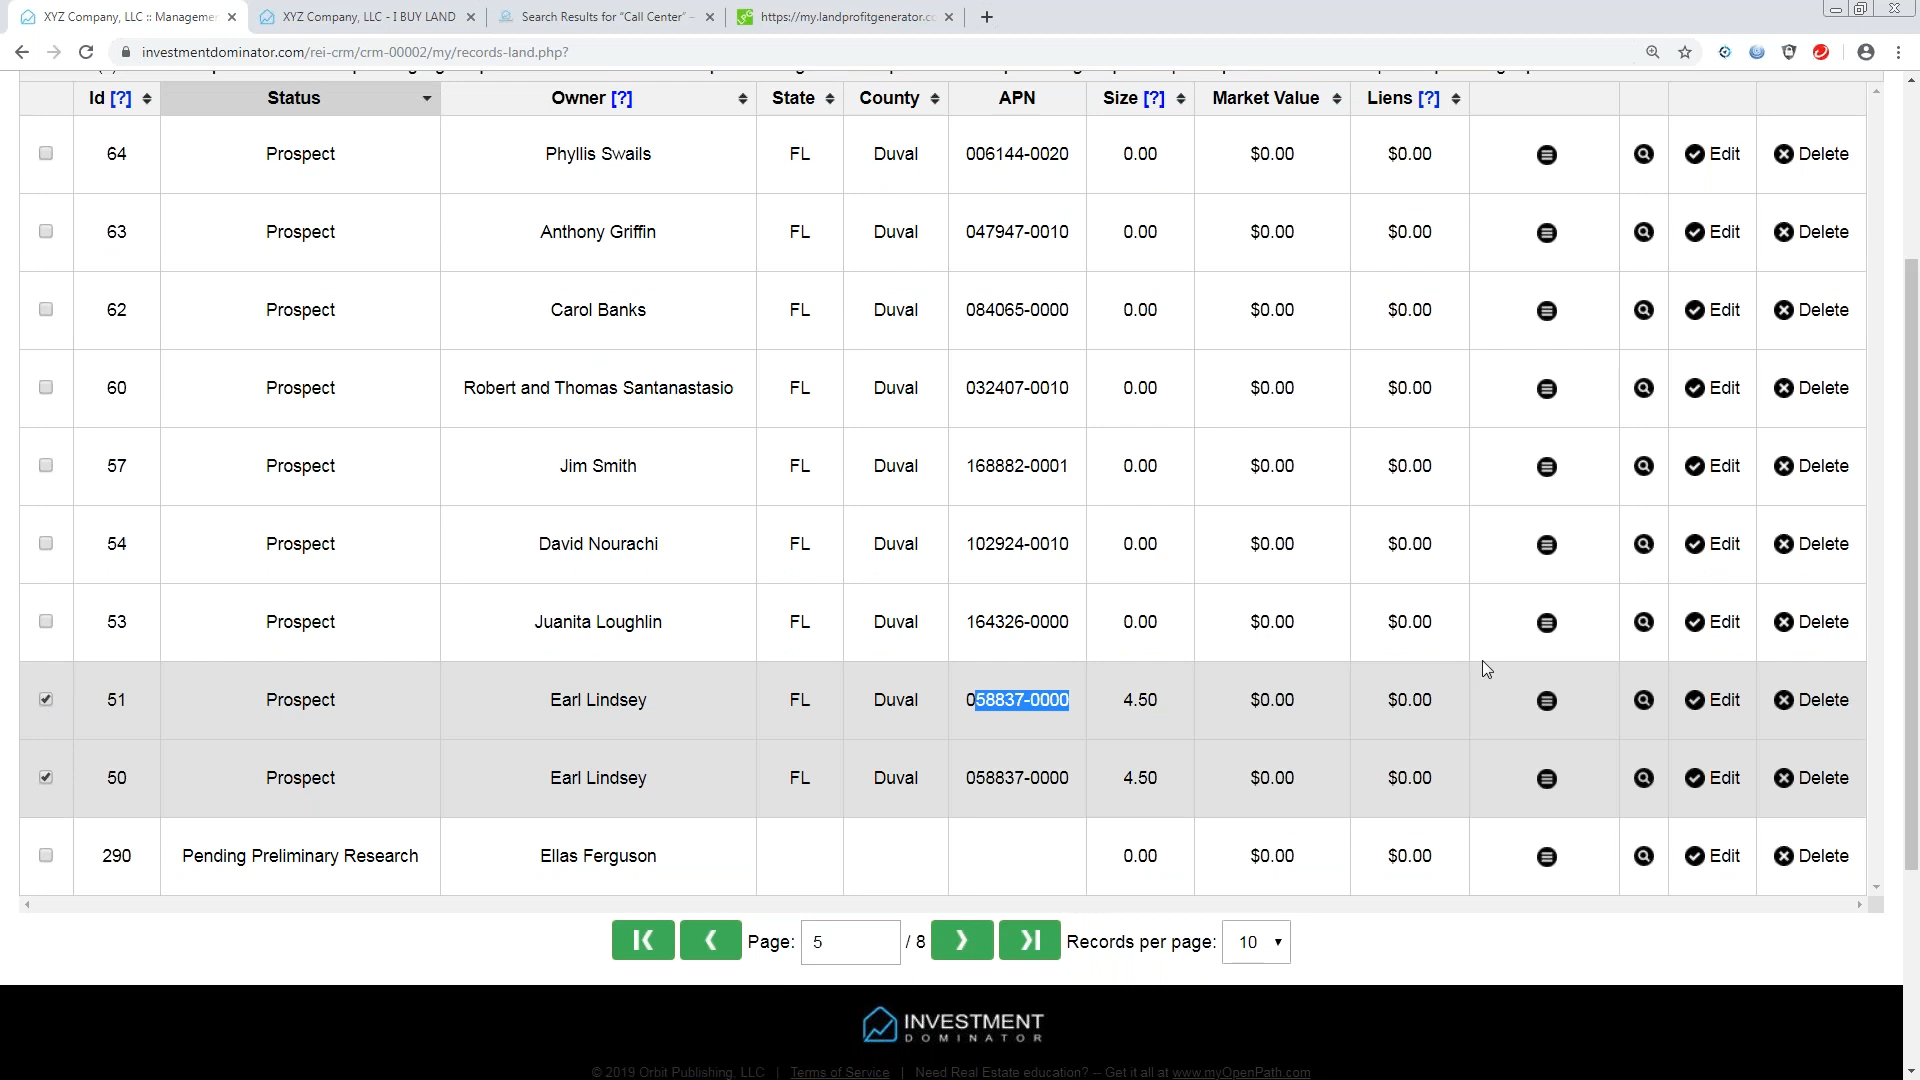 XYZ Company, LLC :: Manageme
XYZ Company, LLC - I BUY LAND
Search Results for "Call Center" –
https://my.landprofitgenerator.co
investmentdominator.com/rei-crm/crm-00002/my/records-land.php?
Id [?] Status Owner [?] State County APN Size [?] Market Value Liens [?]
64 Prospect Phyllis Swails FL Duval 006144-0020 0.00 $0.00 $0.00 Edit Delete
63 Prospect Anthony Griffin FL Duval 047947-0010 0.00 $0.00 $0.00 Edit Delete
62 Prospect Carol Banks FL Duval 084065-0000 0.00 $0.00 $0.00 Edit Delete
60 Prospect Robert and Thomas Santanastasio FL Duval 032407-0010 0.00 $0.00 $0.00 Edit Delete
57 Prospect Jim Smith FL Duval 168882-0001 0.00 $0.00 $0.00 Edit Delete
54 Prospect David Nourachi FL Duval 102924-0010 0.00 $0.00 $0.00 Edit Delete
53 Prospect Juanita Loughlin FL Duval 164326-0000 0.00 $0.00 $0.00 Edit Delete
51 Prospect Earl Lindsey FL Duval 058837-0000 4.50 $0.00 $0.00 Edit Delete
50 Prospect Earl Lindsey FL Duval 058837-0000 4.50 $0.00 $0.00 Edit Delete
290 Pending Preliminary Research Ellas Ferguson 0.00 $0.00 $0.00 Edit Delete
Page: 5 / 8 Records per page: 10
INVESTMENT
DOMINATOR
© 2019 Orbit Publishing, LLC | Terms of Service | Need Real Estate education? -- Get it all at www.myOpenPath.com